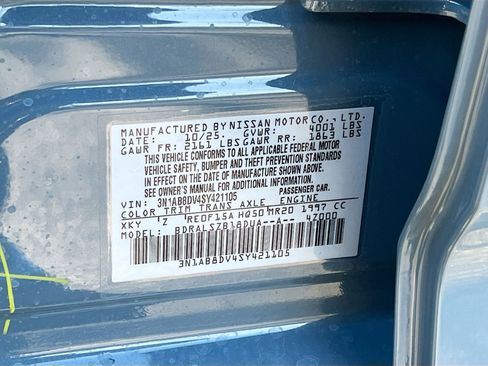 MANUFACTURED BY NISSAN MOTOR CO., LTD.
DATE: 10/25. GVWR: 4001 LBS
GAWR FR: 2161 LBS GAWR RR: 1863 LBS
THIS VEHICLE CONFORMS TO ALL APPLICABLE FEDERAL MOTOR
VEHICLE SAFETY, BUMPER AND THEFT PREVENTION STANDARDS
IN EFFECT ON THE DATE OF MANUFACTURE SHOWN ABOVE.
SEE OWNER'S MANUAL FOR ADDITIONAL INFORMATION.
PASSENGER CAR.
VIN: 3N1AB8DV4SY421105
COLOR TRIM TRANS AXLE ENGINE
XKY 'Z RE0F15A HQ50 MR20 1997 CC
MODEL: BDRALSZB18DUA--A-- 4Z000
3N1AB8DV4SY421105